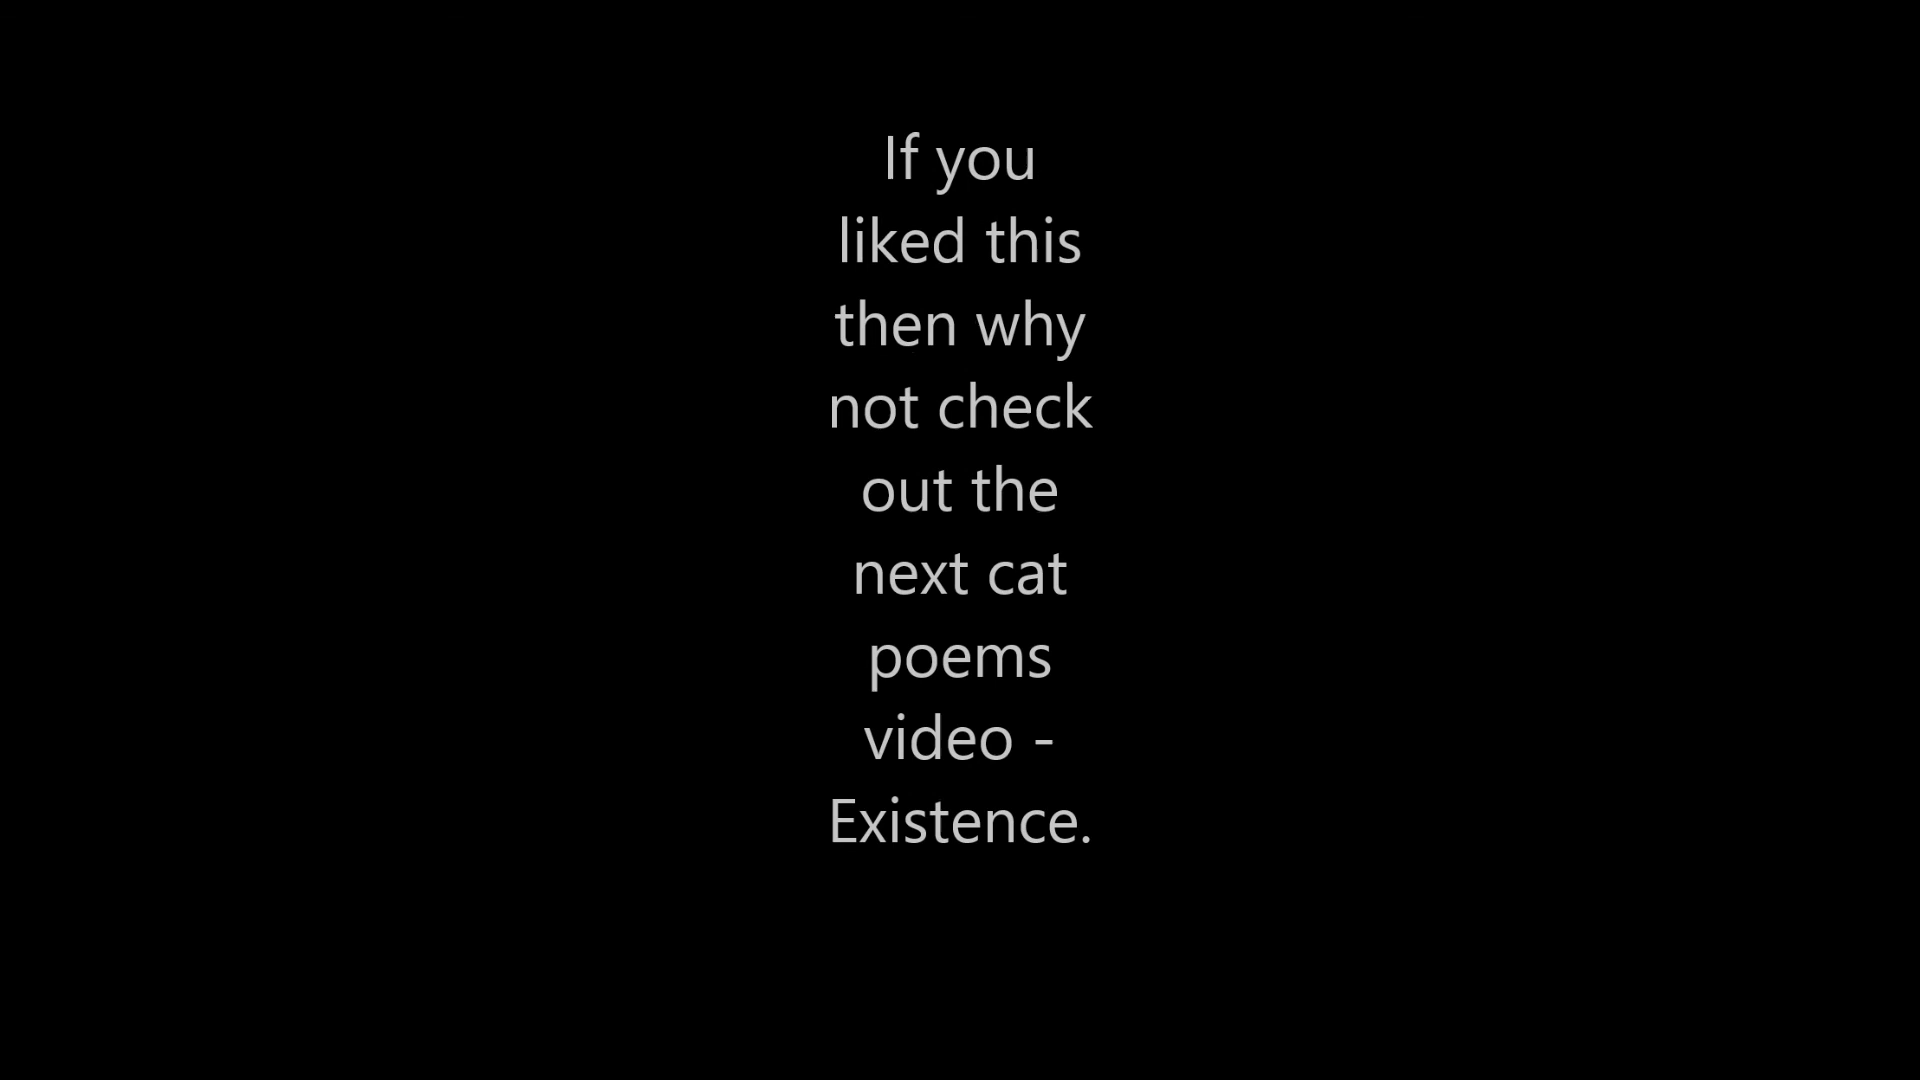 If you
liked this
then why
not check
out the
next cat
poems
video -
Existence.